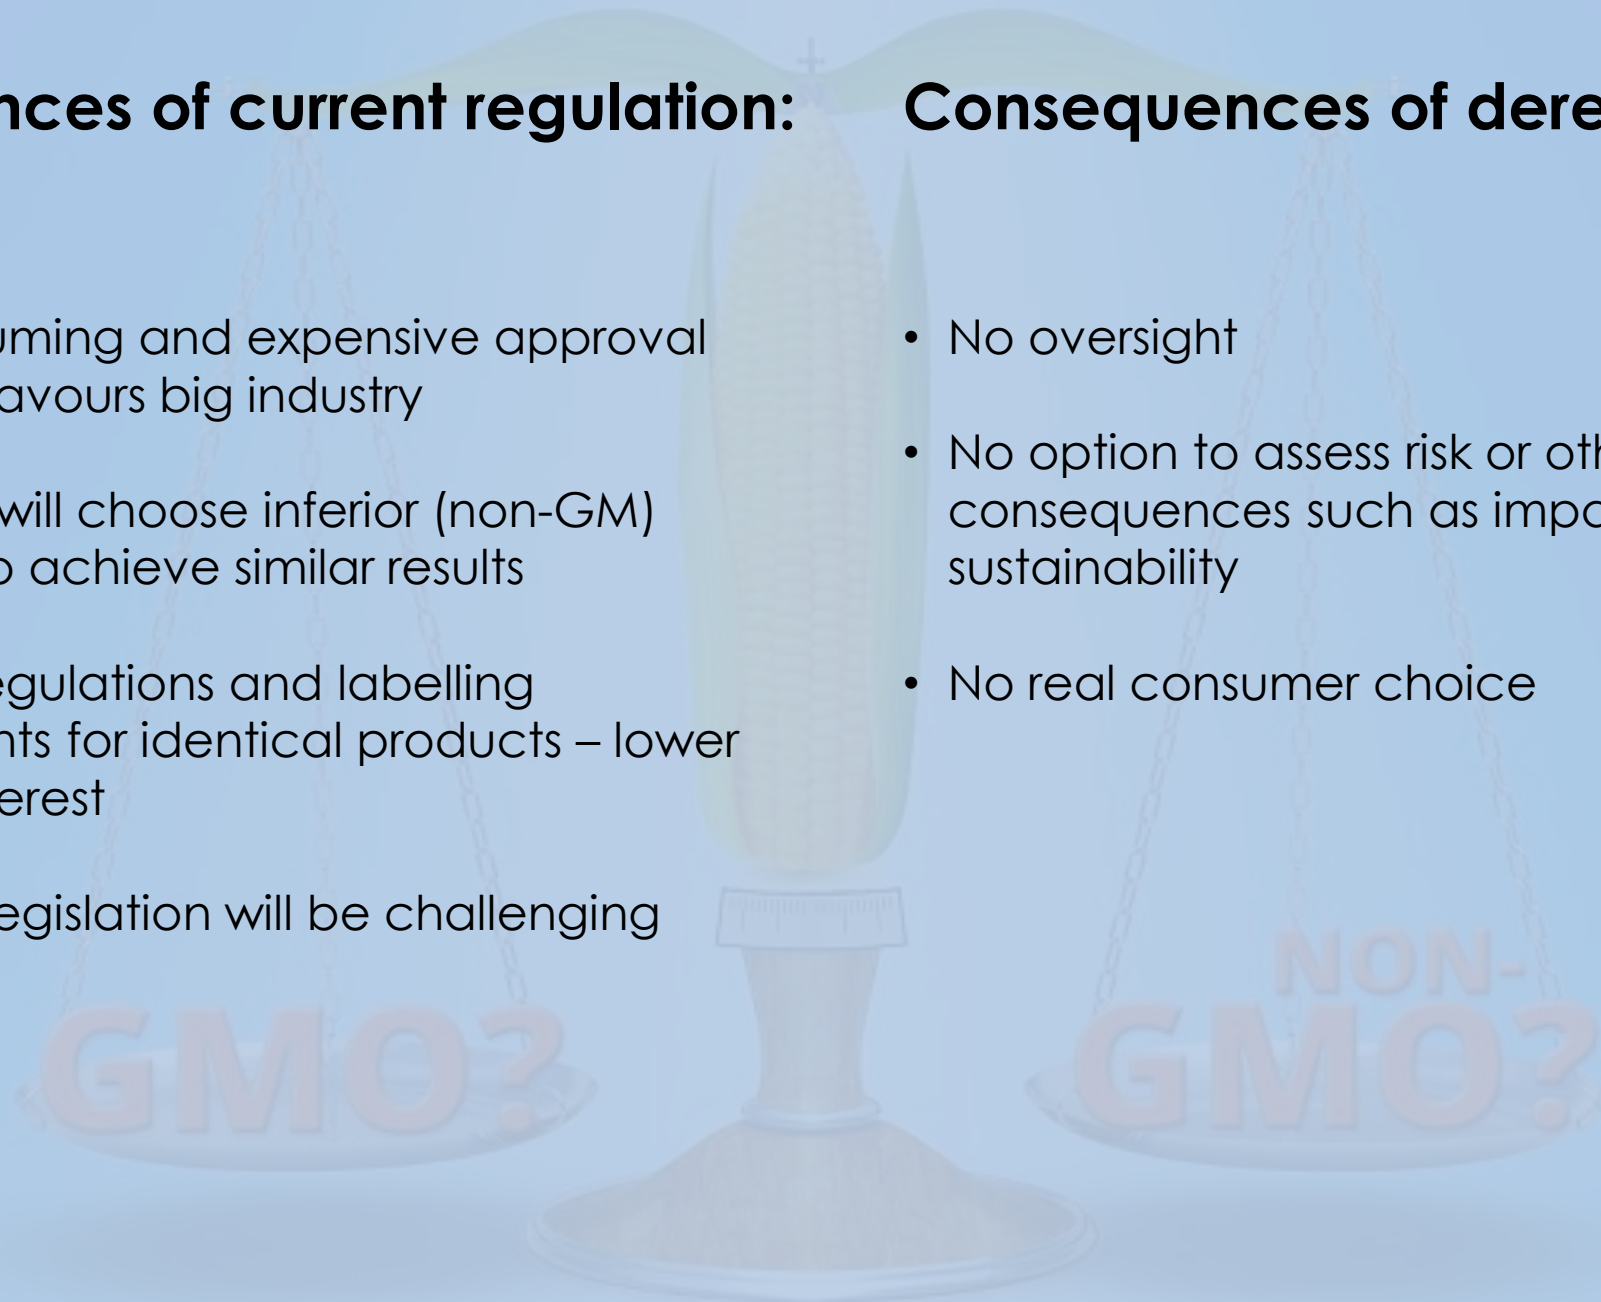 nces of current regulation:
uming and expensive approval
avours big industry
will choose inferior (non-GM)
o achieve similar results
egulations and labelling
nts for identical products – lower
erest
egislation will be challenging
Consequences of dere
• No oversight
• No option to assess risk or oth
consequences such as impa
sustainability
• No real consumer choice
GMO?
NON-
GMO?